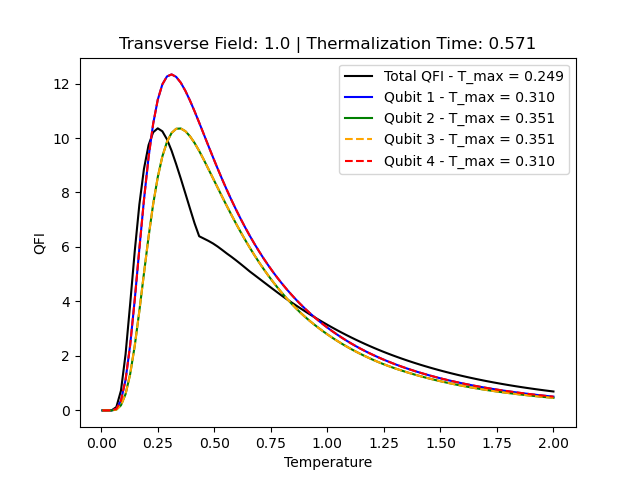 Transverse Field: 1.0 | Thermalization Time: 0.571
Total QFI - T_max = 0.249
Qubit 1 - T_max = 0.310
Qubit 2 - T_max = 0.351
Qubit 3 - T_max = 0.351
Qubit 4 - T_max = 0.310
QFI
12
10
8
6
4
2
0
0.00 0.25 0.50 0.75 1.00 1.25 1.50 1.75 2.00
Temperature